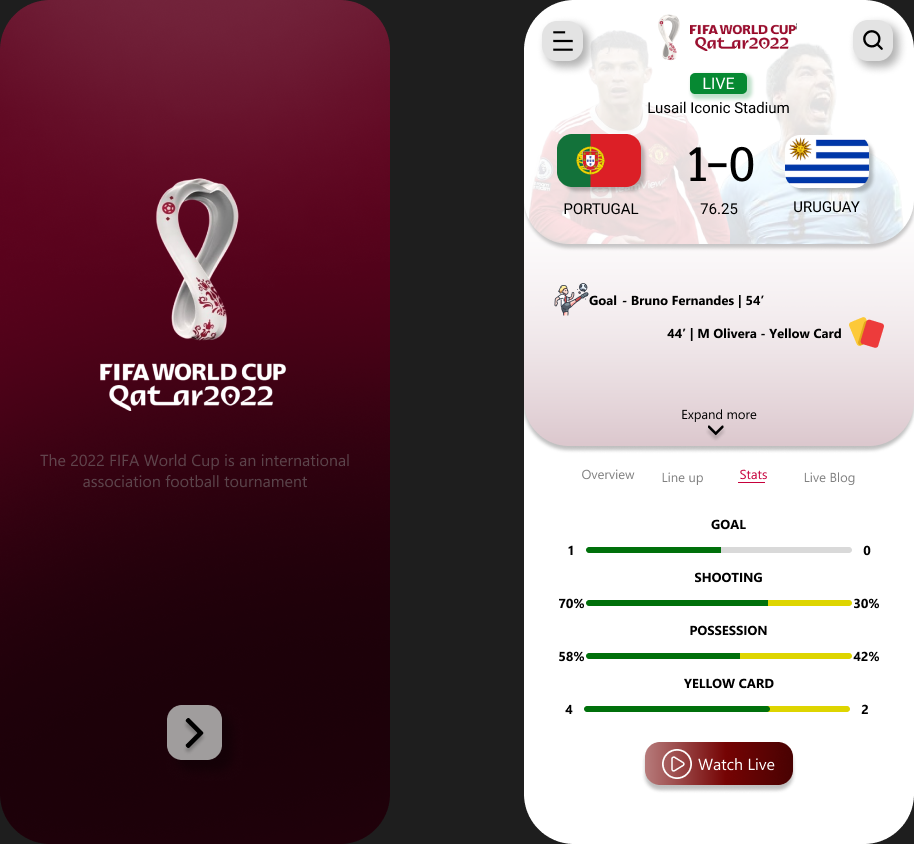 FIFA WORLD CUP
Qatar2022
The 2022 FIFA World Cup is an international
association football tournament
FIFA WORLD CUP
Qatar2022
LIVE
Lusail Iconic Stadium
1-0
PORTUGAL
76.25
URUGUAY
Goal - Bruno Fernandes | 54’
44’ | M Olivera - Yellow Card
Expand more
Overview
Line up
Stats
Live Blog
GOAL
1
0
SHOOTING
70%
30%
POSSESSION
58%
42%
YELLOW CARD
4
2
Watch Live